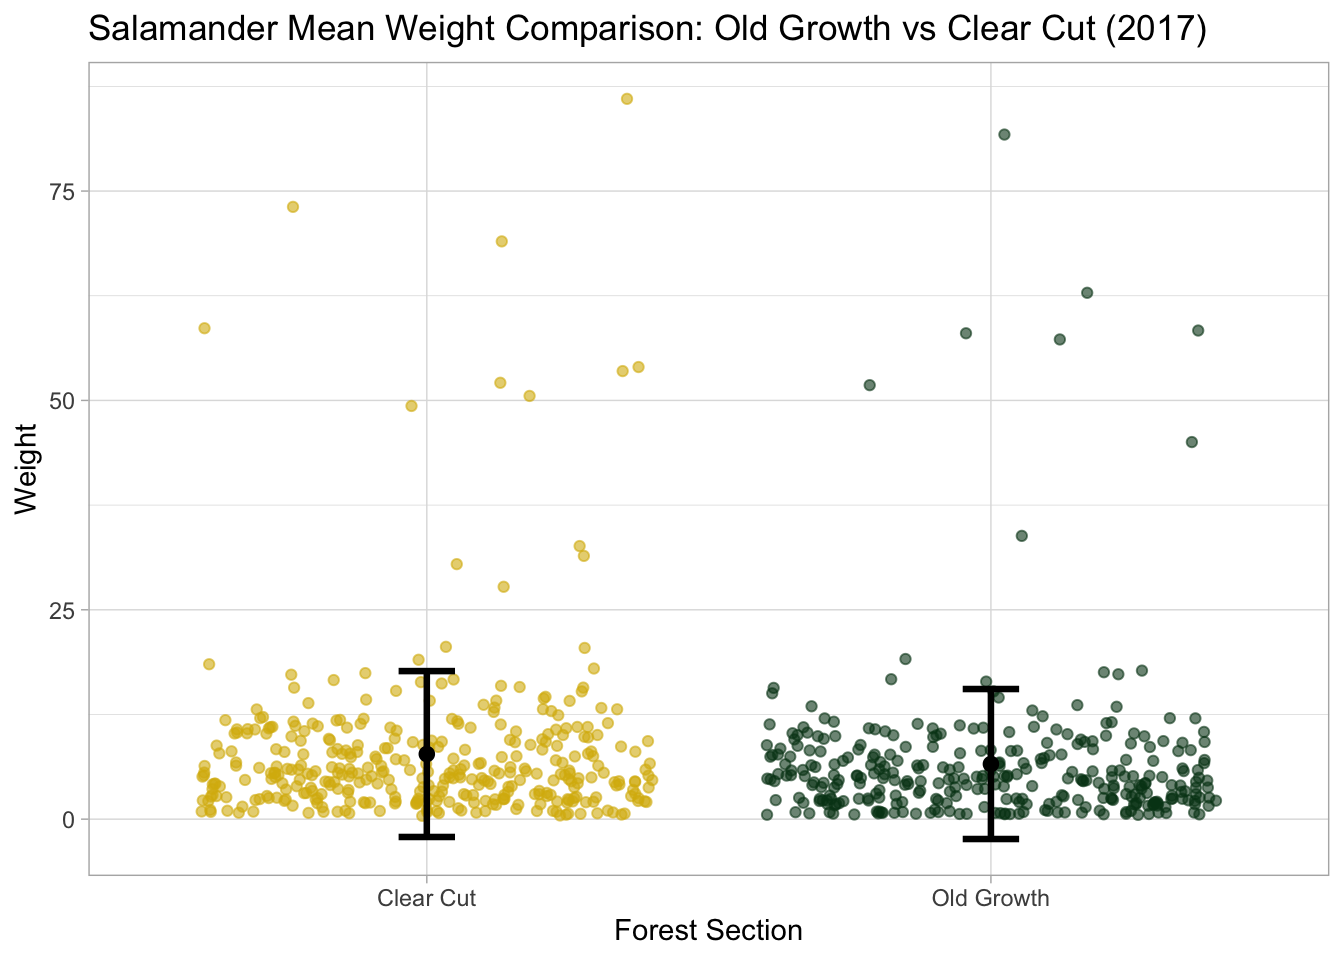 Salamander Mean Weight Comparison: Old Growth vs Clear Cut (2017)
75
50
25
0
Weight
Clear Cut
Old Growth
Forest Section